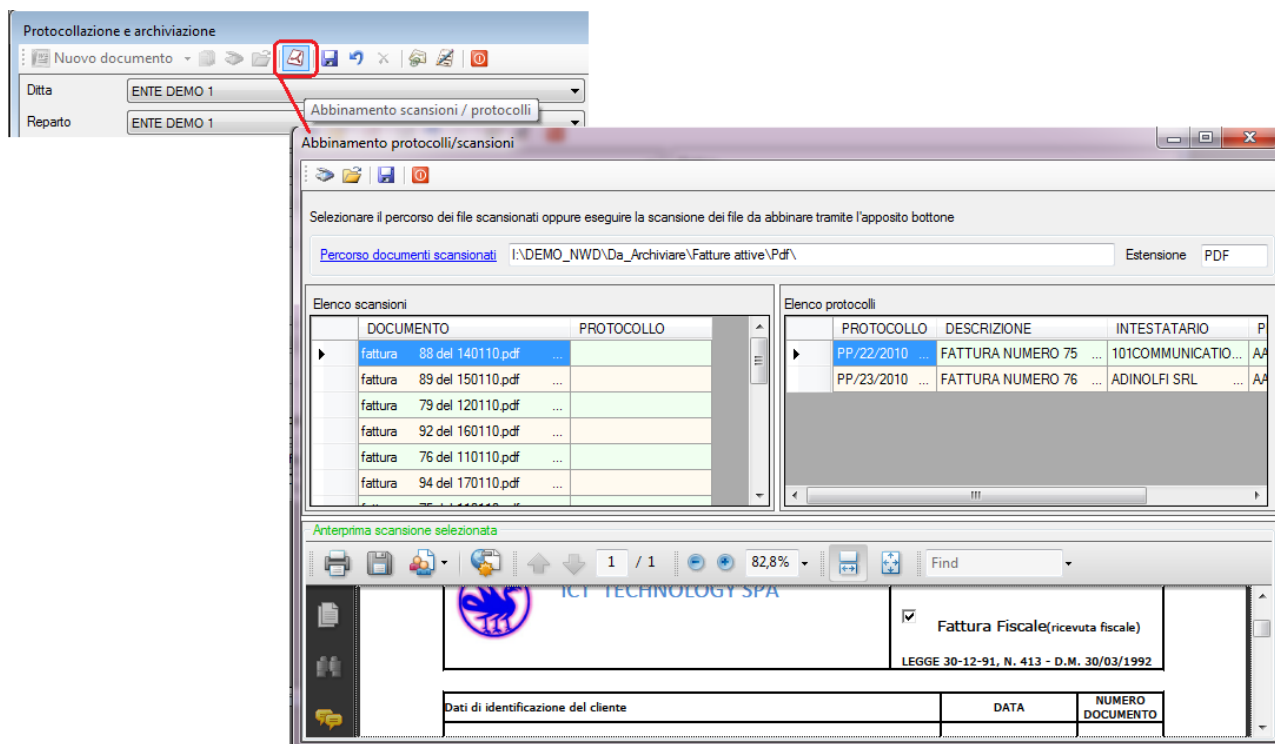 Protocollazione e archiviazione
Nuovo documento
Ditta ENTE DEMO 1
Reparto ENTE DEMO 1
Abbinamento scansioni / protocolli
Abbinamento protocolli/scansioni
Selezionare il percorso dei file scansionati oppure eseguire la scansione dei file da abbinare tramite l'apposito bottone
Percorso documenti scansionati I:\DEMO_NWD\Da_Archiviare\Fatture attive\Pdf\ Estensione PDF
Elenco scansioni
DOCUMENTO PROTOCOLLO
fattura 88 del 140110.pdf ...
fattura 89 del 150110.pdf ...
fattura 79 del 120110.pdf ...
fattura 92 del 160110.pdf ...
fattura 76 del 110110.pdf ...
fattura 94 del 170110.pdf ...
Elenco protocolli
PROTOCOLLO DESCRIZIONE INTESTATARIO P
PP/22/2010 ... FATTURA NUMERO 75 ... 101COMMUNICATIO... AA
PP/23/2010 ... FATTURA NUMERO 76 ... ADINOLFI SRL ... AA
Anterprima scansione selezionata
1 / 1 82,8% Find
ICT TECHNOLOGY SPA
Fattura Fiscale(ricevuta fiscale)
LEGGE 30-12-91, N. 413 - D.M. 30/03/1992
Dati di identificazione del cliente DATA NUMERO DOCUMENTO